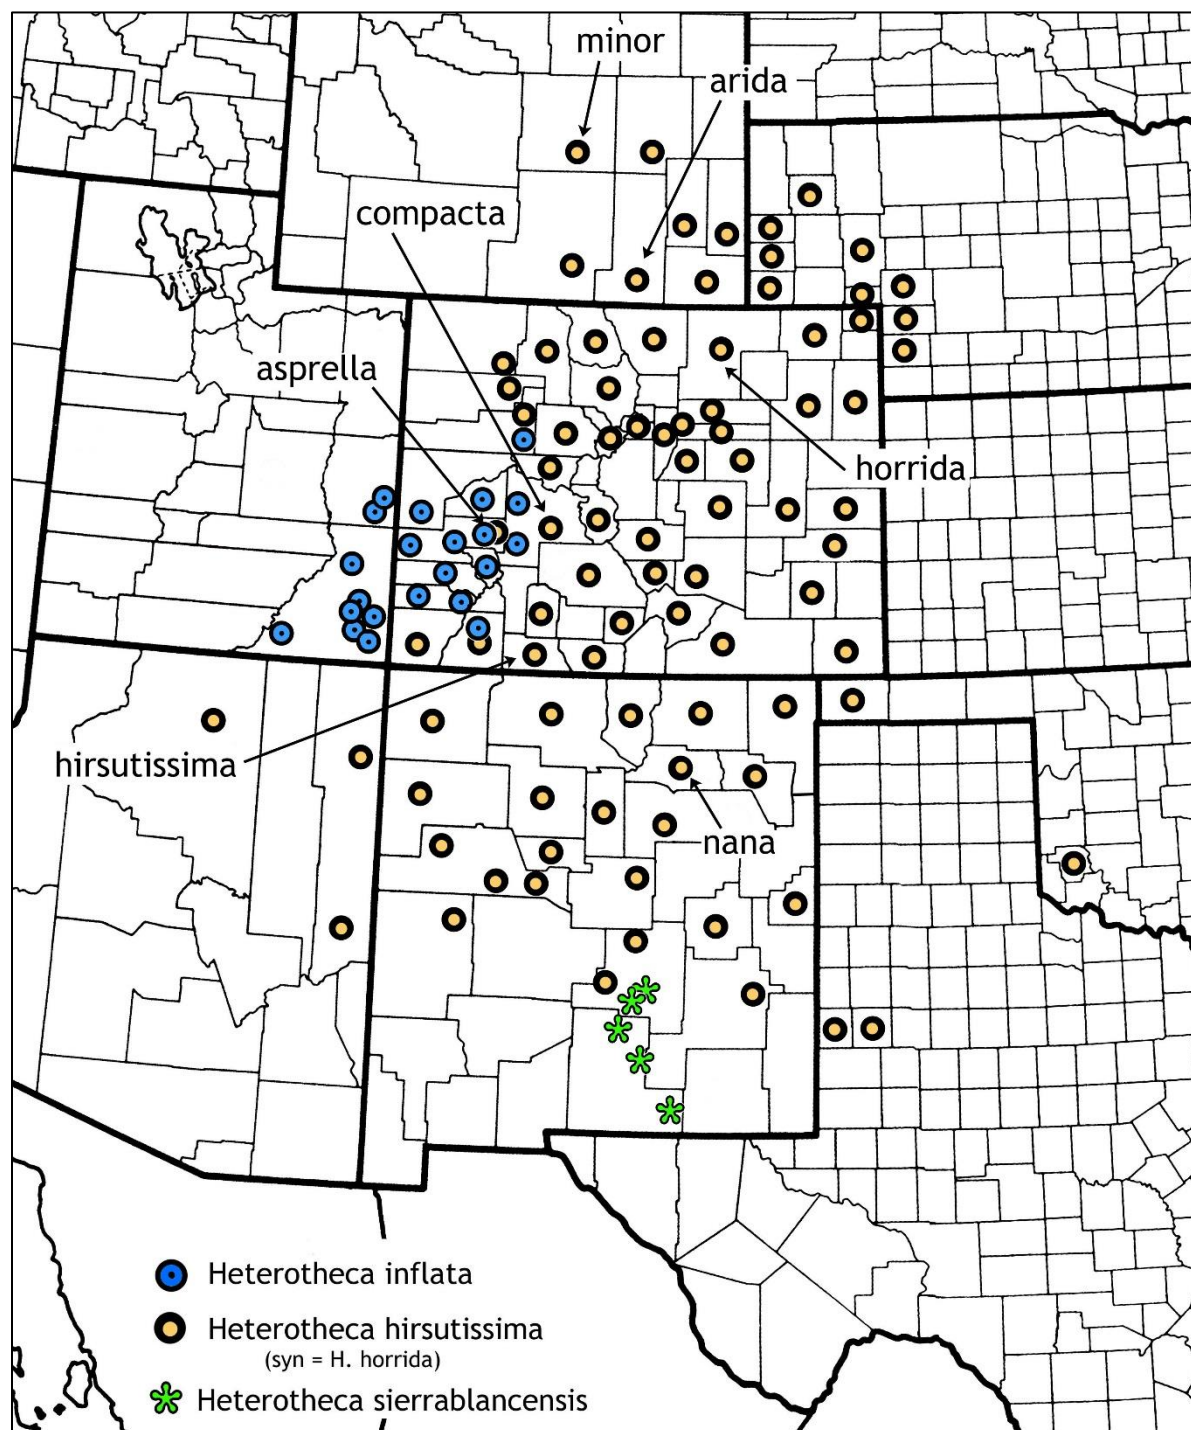 minor
arida
compacta
asprella
horrida
hirsutissima
nana
Heterotheca inflata
Heterotheca hirsutissima
(syn = H. horrida)
Heterotheca sierrablancensis